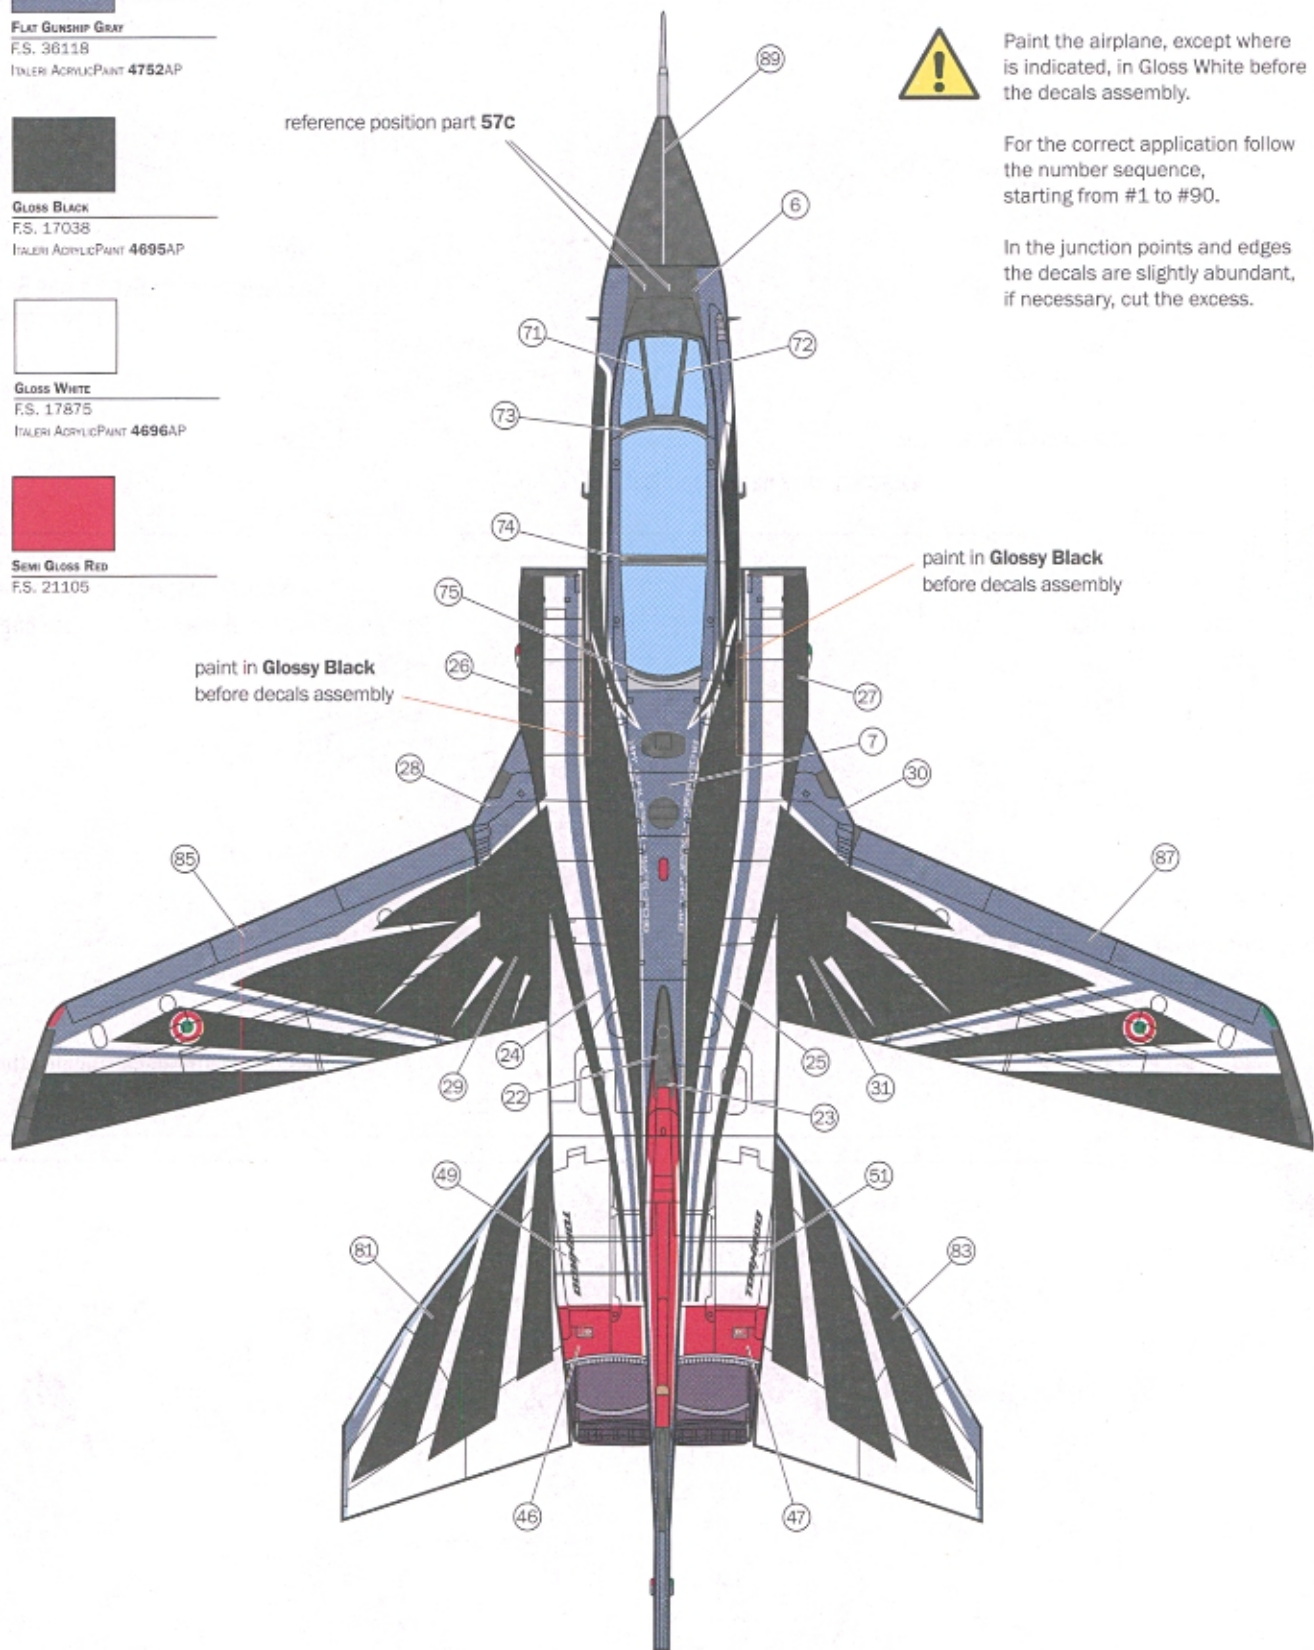 FLAT GUNSHIP GRAY
F.S. 36118
ITALERI ACRYLICPAINT 4752AP
GLOSS BLACK
F.S. 17038
ITALERI ACRYLICPAINT 4695AP
GLOSS WHITE
F.S. 17875
ITALERI ACRYLICPAINT 4696AP
SEMI GLOSS RED
F.S. 21105
Paint the airplane, except where
is indicated, in Gloss White before
the decals assembly.
For the correct application follow
the number sequence,
starting from #1 to #90.
In the junction points and edges
the decals are slightly abundant,
if necessary, cut the excess.
reference position part 57c
89
6
71
72
73
74
paint in Glossy Black
before decals assembly
75
paint in Glossy Black
before decals assembly
26
27
7
28
30
85
87
24
25
29
22
31
23
49
51
TORNADO
TORNADO
81
83
46
47